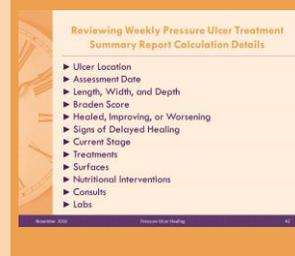 Reviewing Weekly Pressure Ulcer Treatment
Summary Report Calculation Details
► Ulcer Location
► Assessment Date
► Length, Width, and Depth
► Braden Score
► Healed, Improving, or Worsening
► Signs of Delayed Healing
► Current Stage
► Treatments
► Surfaces
► Nutritional Interventions
► Consults
► Labs
Pressure Ulcer Healing